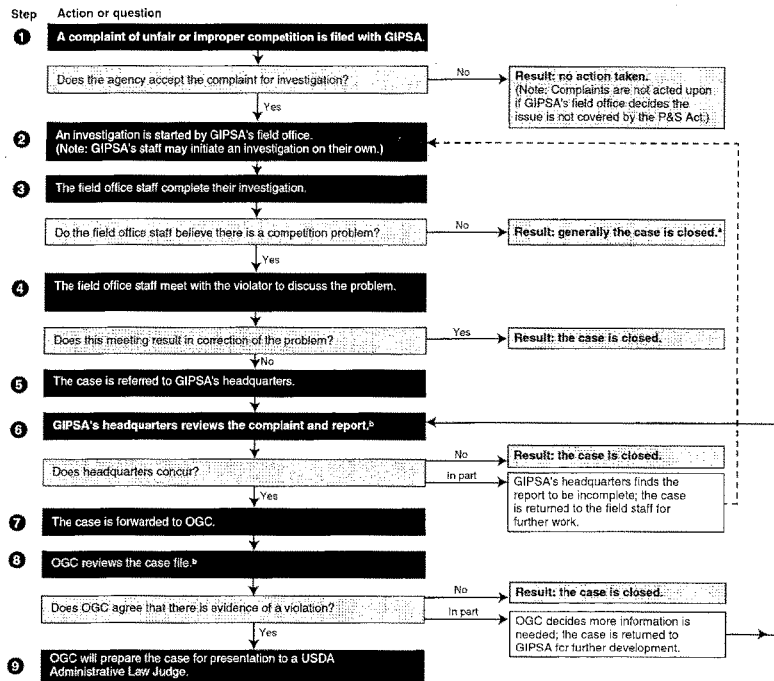 Step Action or question
1 A complaint of unfair or improper competition is filed with GIPSA.
Does the agency accept the complaint for investigation?
No
Result: no action taken.
(Note: Complaints are not acted upon
if GIPSA's field office decides the
issue is not covered by the P&S Act.)
Yes
2 An investigation is started by GIPSA's field office.
(Note: GIPSA's staff may initiate an investigation on their own.)
3 The field office staff complete their investigation.
Do the field office staff believe there is a competition problem?
No
Result: generally the case is closed.a
Yes
4 The field office staff meet with the violator to discuss the problem.
Does this meeting result in correction of the problem?
Yes
Result: the case is closed.
No
5 The case is referred to GIPSA's headquarters.
6 GIPSA's headquarters reviews the complaint and report.b
Does headquarters concur?
No
Result: the case is closed.
In part
GIPSA's headquarters finds the
report to be incomplete; the case
is returned to the field staff for
further work.
Yes
7 The case is forwarded to OGC.
8 OGC reviews the case file.b
Does OGC agree that there is evidence of a violation?
No
Result: the case is closed.
In part
OGC decides more information is
needed; the case is returned to
GIPSA for further development.
Yes
9 OGC will prepare the case for presentation to a USDA
Administrative Law Judge.